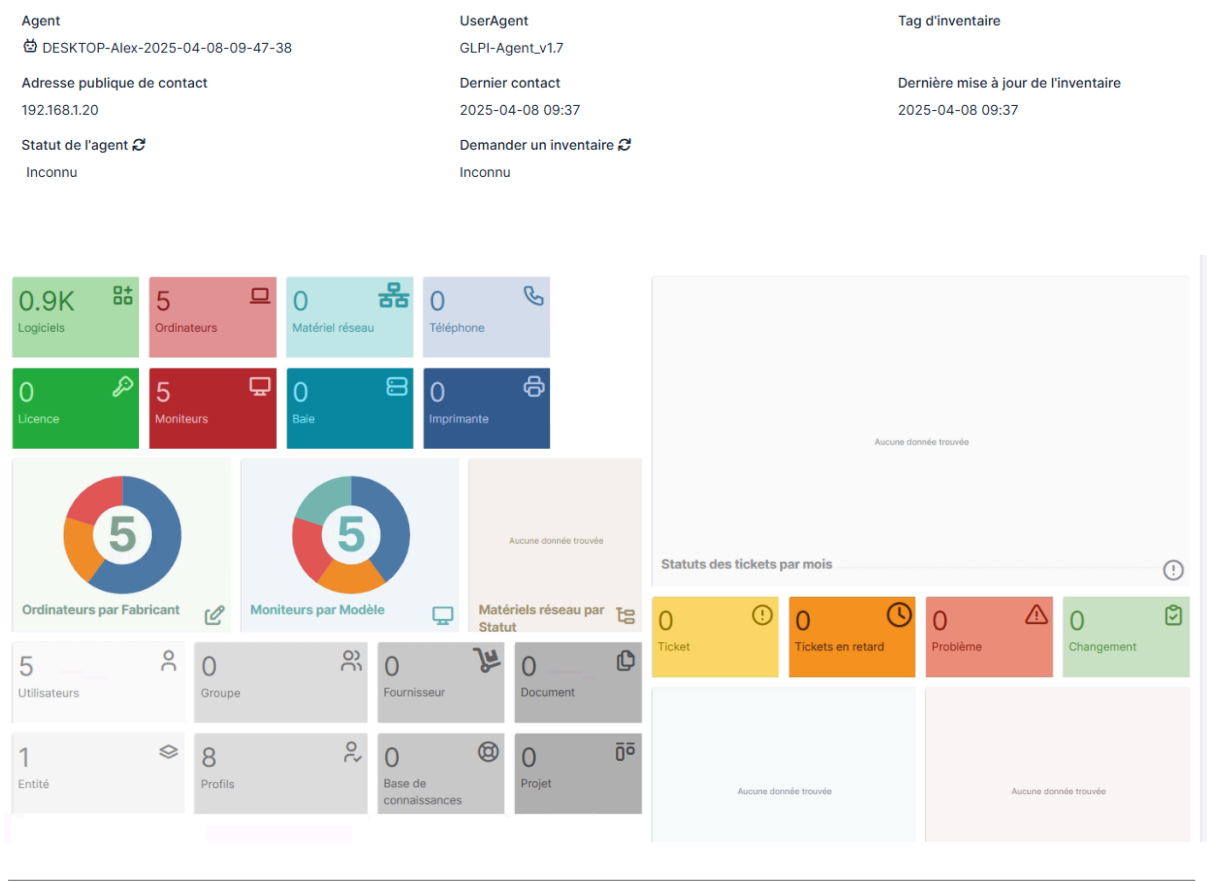 Agent
UserAgent
Tag d'inventaire
DESKTOP-Alex-2025-04-08-09-47-38
GLPI-Agent_v1.7
Adresse publique de contact
Dernier contact
Dernière mise à jour de l'inventaire
192.168.1.20
2025-04-08 09:37
2025-04-08 09:37
Statut de l'agent
Demander un inventaire
Inconnu
Inconnu
0.9K
Logiciels
5
Ordinateurs
0
Matériel réseau
0
Téléphone
0
Licence
5
Moniteurs
0
Baie
0
Imprimante
5
Ordinateurs par Fabricant
5
Moniteurs par Modèle
Aucune donnée trouvée
Matériels réseau par
Statut
5
Utilisateurs
0
Groupe
0
Fournisseur
0
Document
1
Entité
8
Profils
0
Base de
connaissances
0
Projet
Aucune donnée trouvée
Statuts des tickets par mois
0
Ticket
0
Tickets en retard
0
Problème
0
Changement
Aucune donnée trouvée
Aucune donnée trouvée